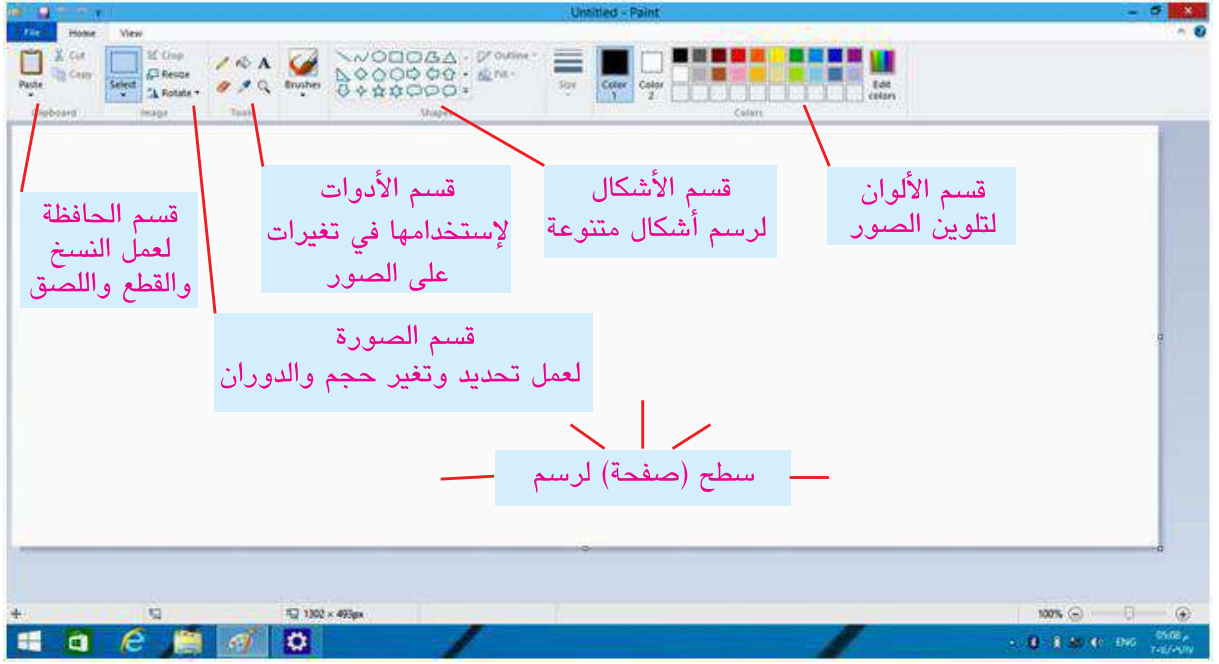 Untitled - Paint
File Home View
Paste
Cut
Copy
Clipboard
Select
Crop
Resize
Rotate
Image
A
Tools
Brushes
Shapes
Outline
Fill
Size
Color 1
Color 2
Edit colors
Colors
قسم الحافظة
لعمل النسخ
والقطع واللصق
قسم الأدوات
لإستخدامها في تغيرات
على الصور
قسم الأشكال
لرسم أشكال متنوعة
قسم الألوان
لتلوين الصور
قسم الصورة
لعمل تحديد وتغير حجم والدوران
سطح (صفحة) لرسم
1302 × 493px
100%
ENG
05:08 م